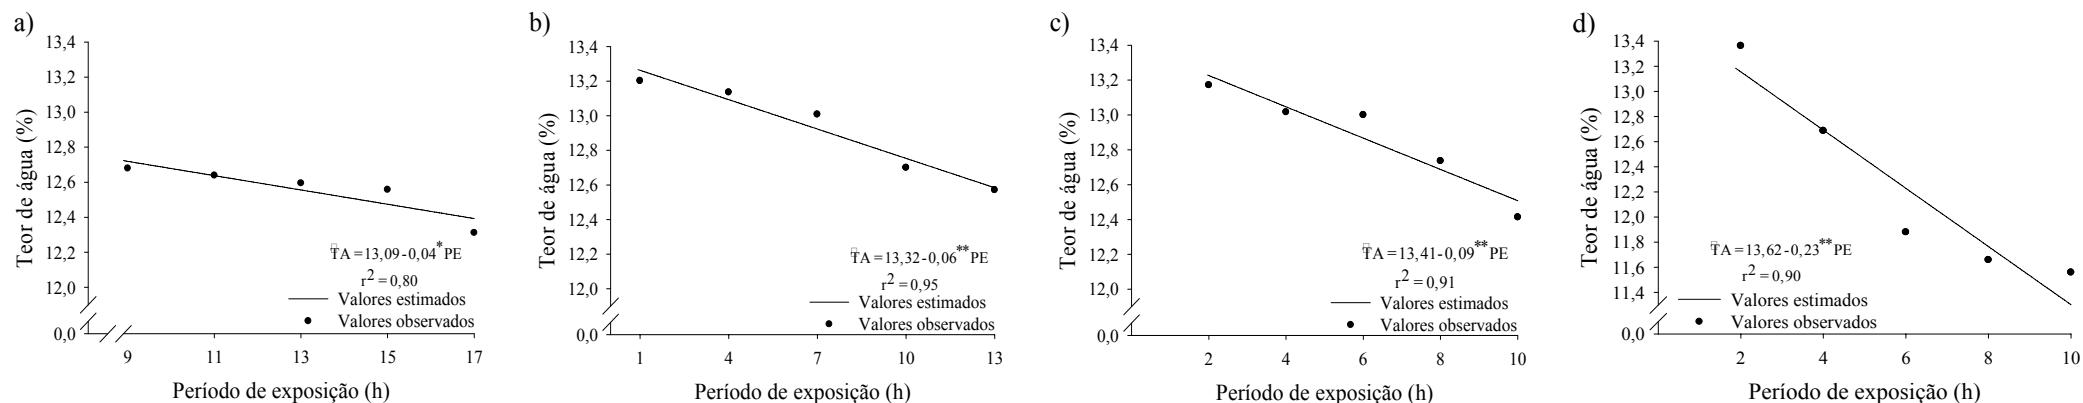 a)
13,4
13,2
13,0
12,8
12,6
12,4
12,2
12,0
0,0
Teor de água (%)
9 11 13 15 17
Período de exposição (h)
TA = 13,09 - 0,04*PE
r2 = 0,80
Valores estimados
Valores observados
b)
13,4
13,2
13,0
12,8
12,6
12,4
12,2
12,0
0,0
Teor de água (%)
1 4 7 10 13
Período de exposição (h)
TA = 13,32 - 0,06**PE
r2 = 0,95
Valores estimados
Valores observados
c)
13,4
13,2
13,0
12,8
12,6
12,4
12,2
12,0
0,0
Teor de água (%)
2 4 6 8 10
Período de exposição (h)
TA = 13,41 - 0,09**PE
r2 = 0,91
Valores estimados
Valores observados
d)
13,4
13,2
13,0
12,8
12,6
12,4
12,2
12,0
11,8
11,6
11,4
0,0
Teor de água (%)
2 4 6 8 10
Período de exposição (h)
TA = 13,62 - 0,23**PE
r2 = 0,90
Valores estimados
Valores observados